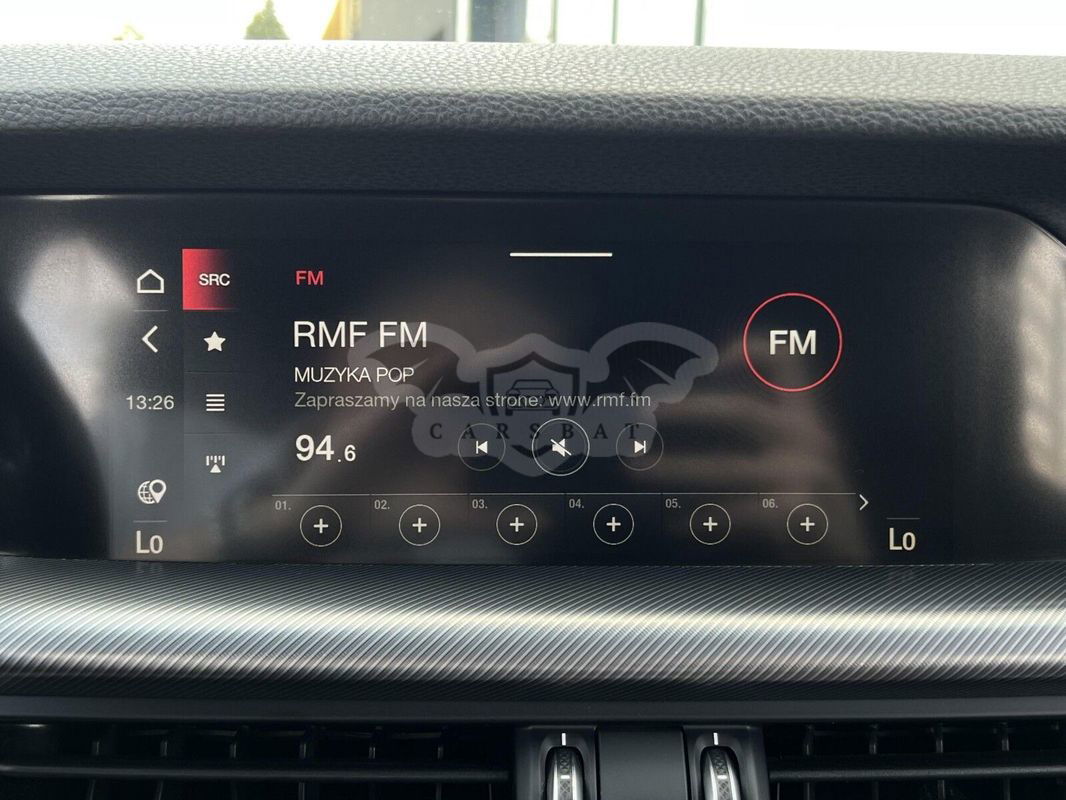 SRC
FM
RMF FM
FM
MUZYKA POP
Zapraszamy na nasza strone: www.rmf.fm
13:26
94.6
CARSBAT
01. 02. 03. 04. 05. 06.
Lo
Lo